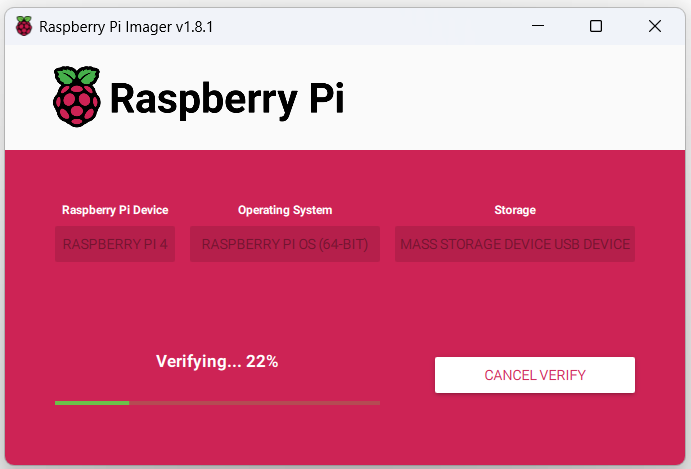 Raspberry Pi Imager v1.8.1
Raspberry Pi
Raspberry Pi Device Operating System Storage
RASPBERRY PI 4 RASPBERRY PI OS (64-BIT) MASS STORAGE DEVICE USB DEVICE
Verifying... 22%
CANCEL VERIFY